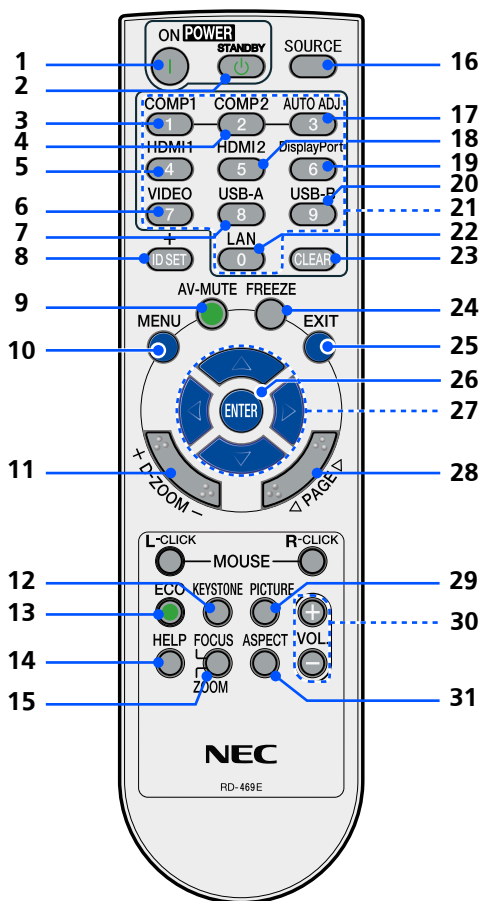 ON POWER
STANDBY
SOURCE
1
2
16
COMP1 COMP2 AUTO ADJ.
1 2 3
3
4
17
HDMI1 HDMI2 DisplayPort
4 5 6
5
18
19
VIDEO USB-A USB-B
7 8 9
6
7
20
21
+ LAN
ID SET 0 CLEAR
8
22
23
AV-MUTE FREEZE
9
24
MENU EXIT
10
25
ENTER
26
27
+ D-ZOOM −
◁ PAGE ▷
11
28
L-CLICK R-CLICK
MOUSE
12
29
ECO KEYSTONE PICTURE +
13
30
HELP FOCUS ASPECT VOL.
ZOOM −
14
15
31
NEC
RD-469E